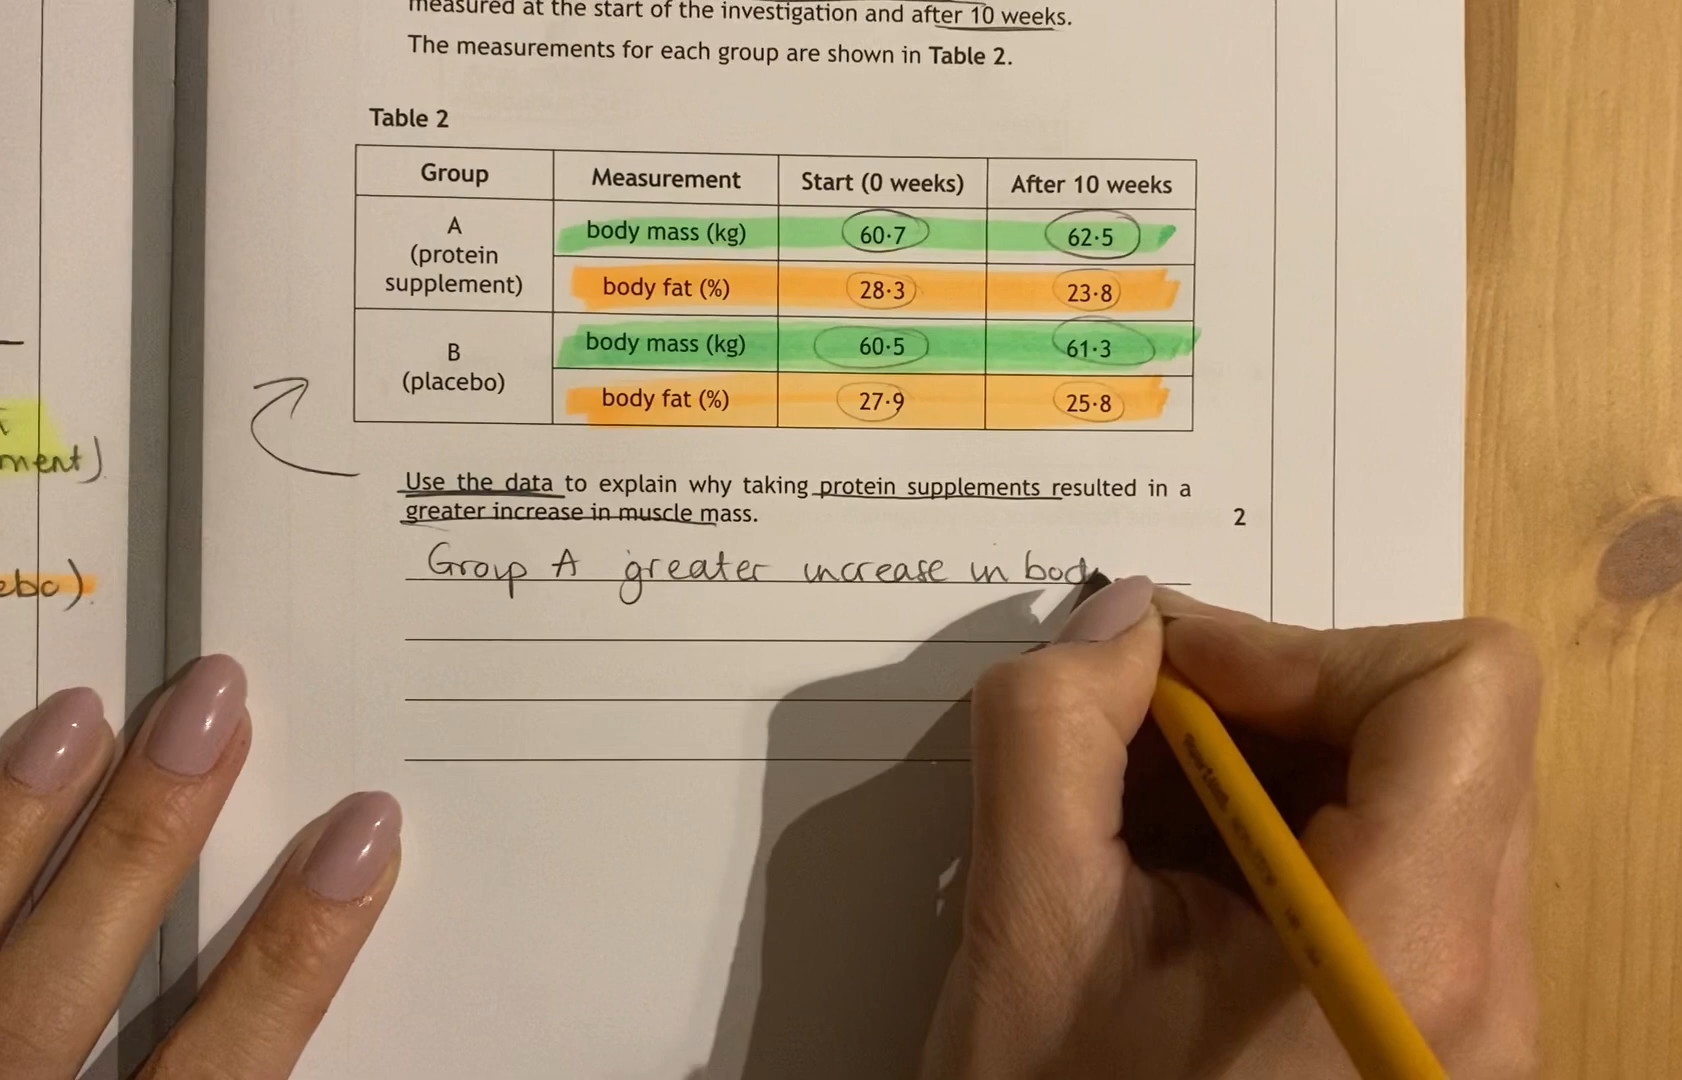 measured at the start of the investigation and after 10 weeks.
The measurements for each group are shown in Table 2.
Table 2
Group Measurement Start (0 weeks) After 10 weeks
A (protein supplement) body mass (kg) 60·7 62·5
body fat (%) 28·3 23·8
B (placebo) body mass (kg) 60·5 61·3
body fat (%) 27·9 25·8
Use the data to explain why taking protein supplements resulted in a
greater increase in muscle mass. 2
Group A greater increase in body
ment)
ebo).